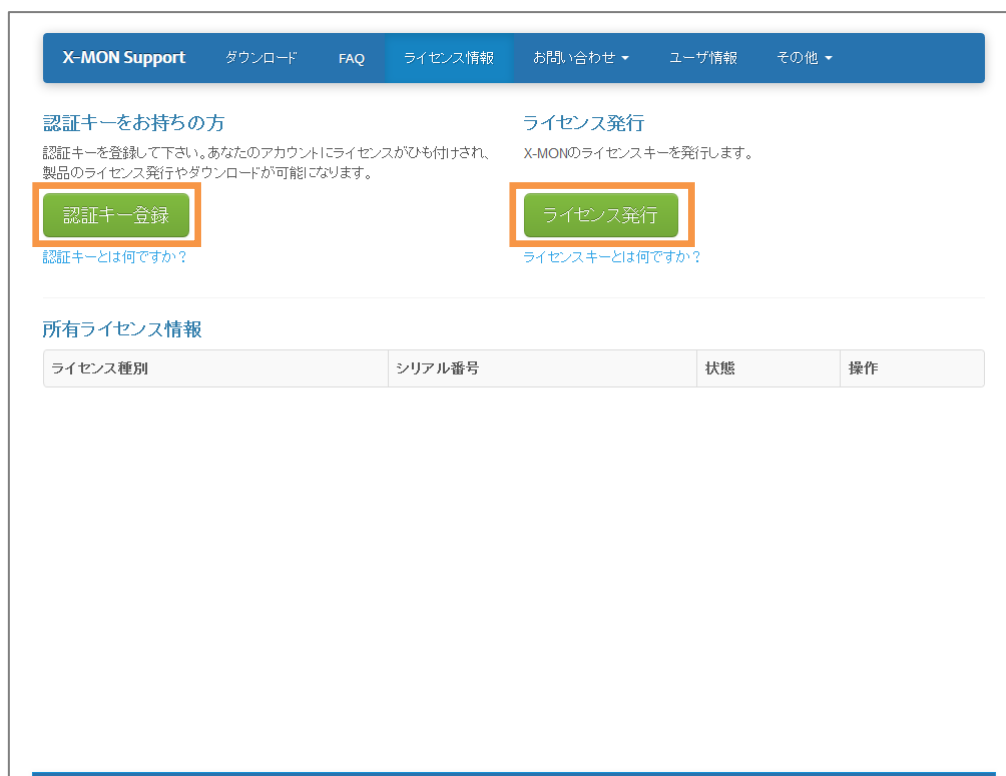 X-MON Support ダウンロード FAQ ライセンス情報 お問い合わせ ユーザ情報 その他
認証キーをお持ちの方
認証キーを登録して下さい。あなたのアカウントにライセンスがひも付けされ、
製品のライセンス発行やダウンロードが可能になります。
認証キー登録
認証キーとは何ですか？
ライセンス発行
X-MONのライセンスキーを発行します。
ライセンス発行
ライセンスキーとは何ですか？
所有ライセンス情報
ライセンス種別 シリアル番号 状態 操作